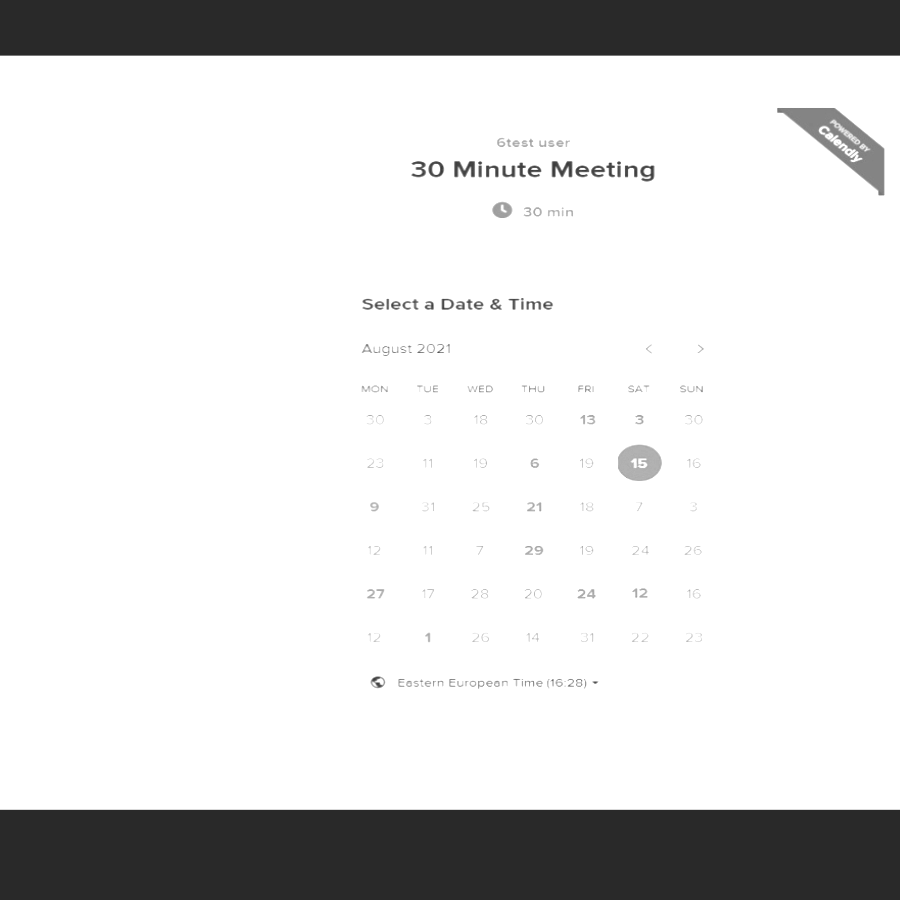 POWERED BY
Calendly
6test user
30 Minute Meeting
30 min
Select a Date & Time
August 2021 < >
MON TUE WED THU FRI SAT SUN
30 3 18 30 13 3 30
23 11 19 6 19 15 16
9 31 25 21 18 7 3
12 11 7 29 19 24 26
27 17 28 20 24 12 16
12 1 26 14 31 22 23
Eastern European Time (16:28)